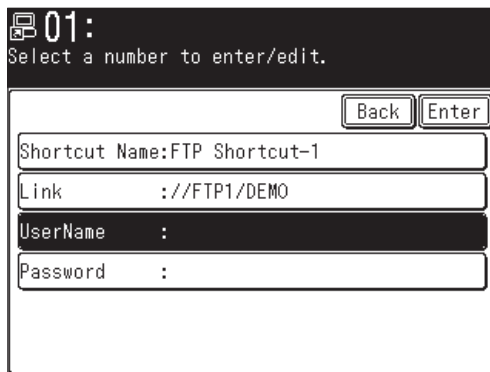 01:
Select a number to enter/edit.
Back Enter
Shortcut Name:FTP Shortcut-1
Link ://FTP1/DEMO
UserName :
Password :